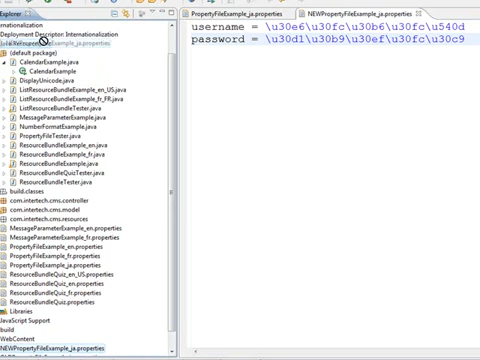 Explorer
PropertyFileExample_ja.properties
NEWPropertyFileExample_ja.properties
rnationalization
Deployment Descriptor: Internationalization
(default package)
CalendarExample.java
CalendarExample
DisplayUnicode.java
ListResourceBundleExample_en_US.java
ListResourceBundleExample_fr_FR.java
ListResourceBundleTester.java
MessageParameterExample.java
NumberFormatExample.java
PropertyFileTester.java
ResourceBundleExample_en.java
ResourceBundleExample_fr.java
ResourceBundleExample.java
ResourceBundleQuizTester.java
ResourceBundleTester.java
build.classes
com.intertech.cms.controller
com.intertech.cms.model
com.intertech.cms.resources
MessageParameterExample_en.properties
MessageParameterExample_fr.properties
PropertyFileExample_en.properties
PropertyFileExample_fr.properties
PropertyFileExample_ja.properties
ResourceBundleQuiz_en_US.properties
ResourceBundleQuiz_en.properties
ResourceBundleQuiz_fr.properties
ResourceBundleQuiz.properties
Libraries
JavaScript Support
build
WebContent
NEWPropertyFileExample_ja.properties
username = \u30e6\u30fc\u30b6\u30fc\u540d
password = \u30d1\u30b9\u30ef\u30fc\u30c9